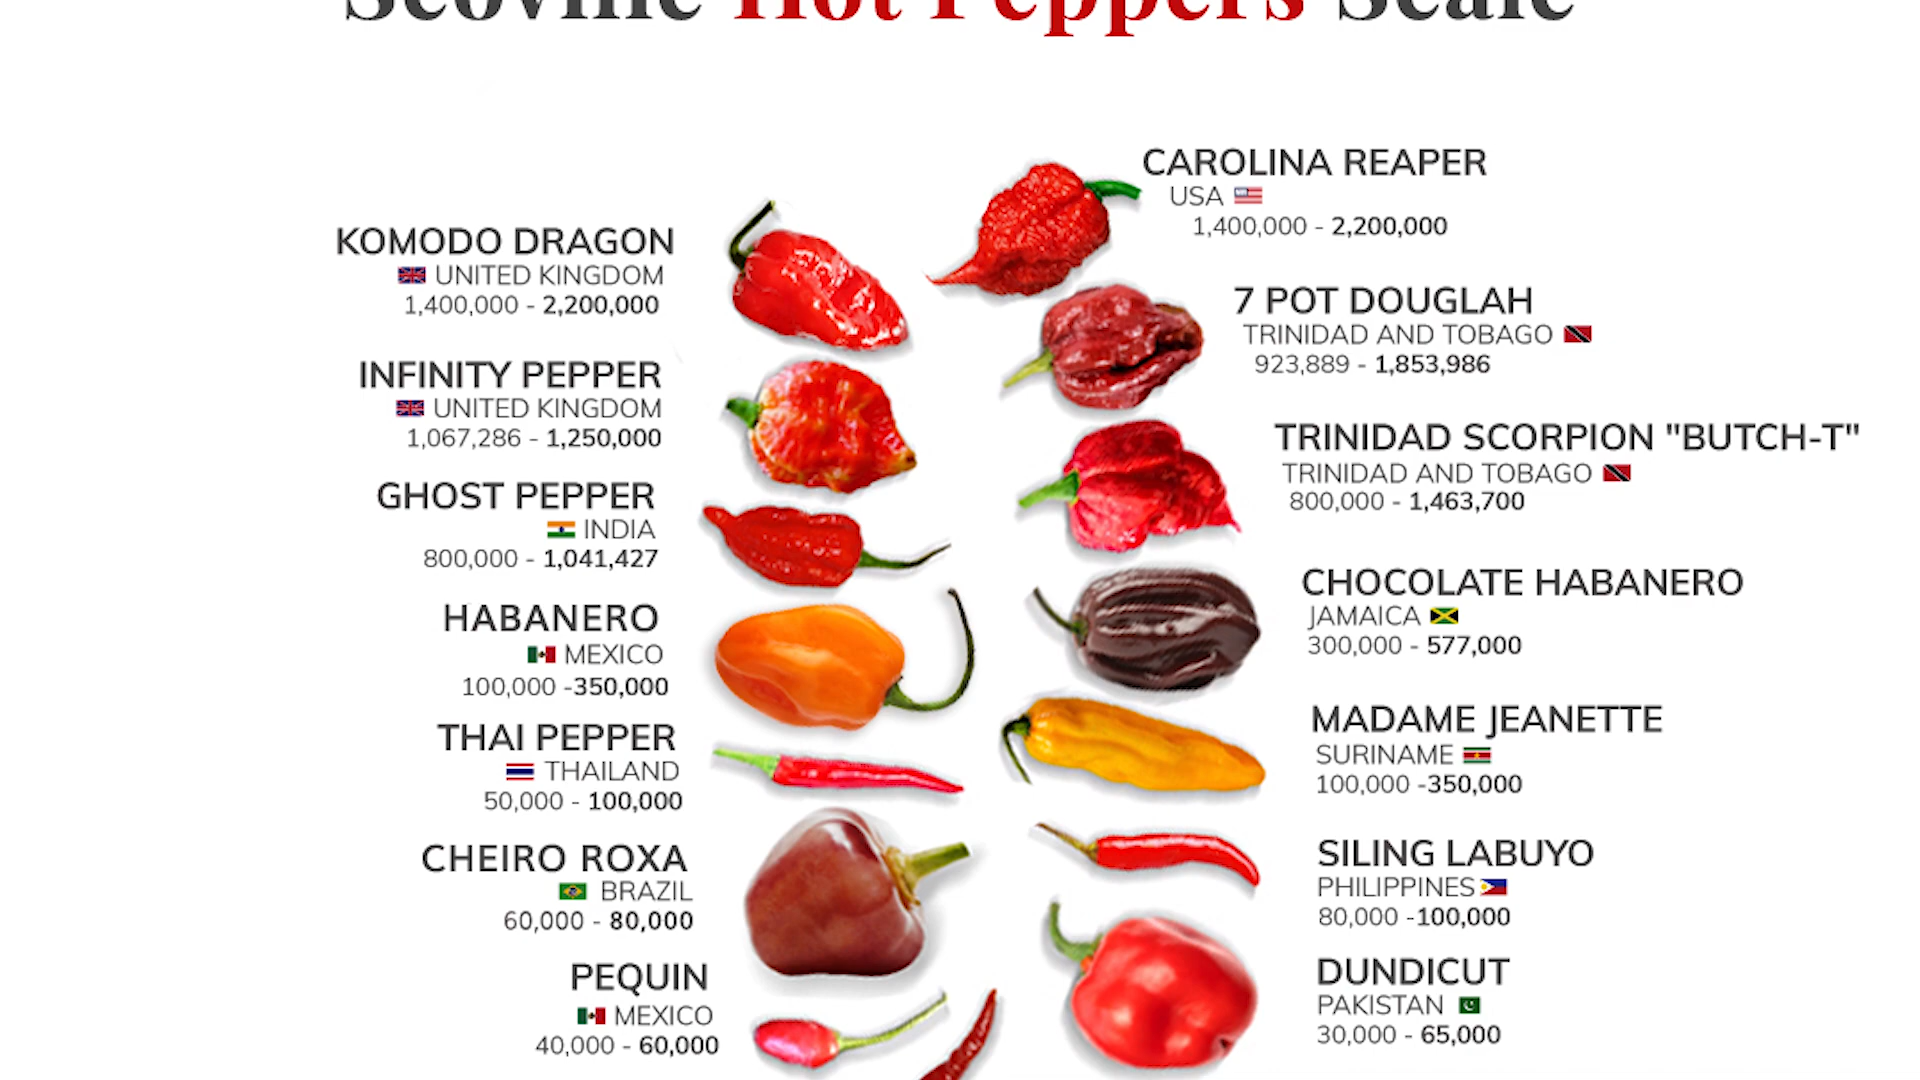 Scoville Hot Peppers Scale
CAROLINA REAPER
USA
1,400,000 - 2,200,000
KOMODO DRAGON
UNITED KINGDOM
1,400,000 - 2,200,000
7 POT DOUGLAH
TRINIDAD AND TOBAGO
923,889 - 1,853,986
INFINITY PEPPER
UNITED KINGDOM
1,067,286 - 1,250,000
TRINIDAD SCORPION "BUTCH-T"
TRINIDAD AND TOBAGO
800,000 - 1,463,700
GHOST PEPPER
INDIA
800,000 - 1,041,427
CHOCOLATE HABANERO
JAMAICA
300,000 - 577,000
HABANERO
MEXICO
100,000 -350,000
MADAME JEANETTE
SURINAME
100,000 -350,000
THAI PEPPER
THAILAND
50,000 - 100,000
SILING LABUYO
PHILIPPINES
80,000 -100,000
CHEIRO ROXA
BRAZIL
60,000 - 80,000
DUNDICUT
PAKISTAN
30,000 - 65,000
PEQUIN
MEXICO
40,000 - 60,000